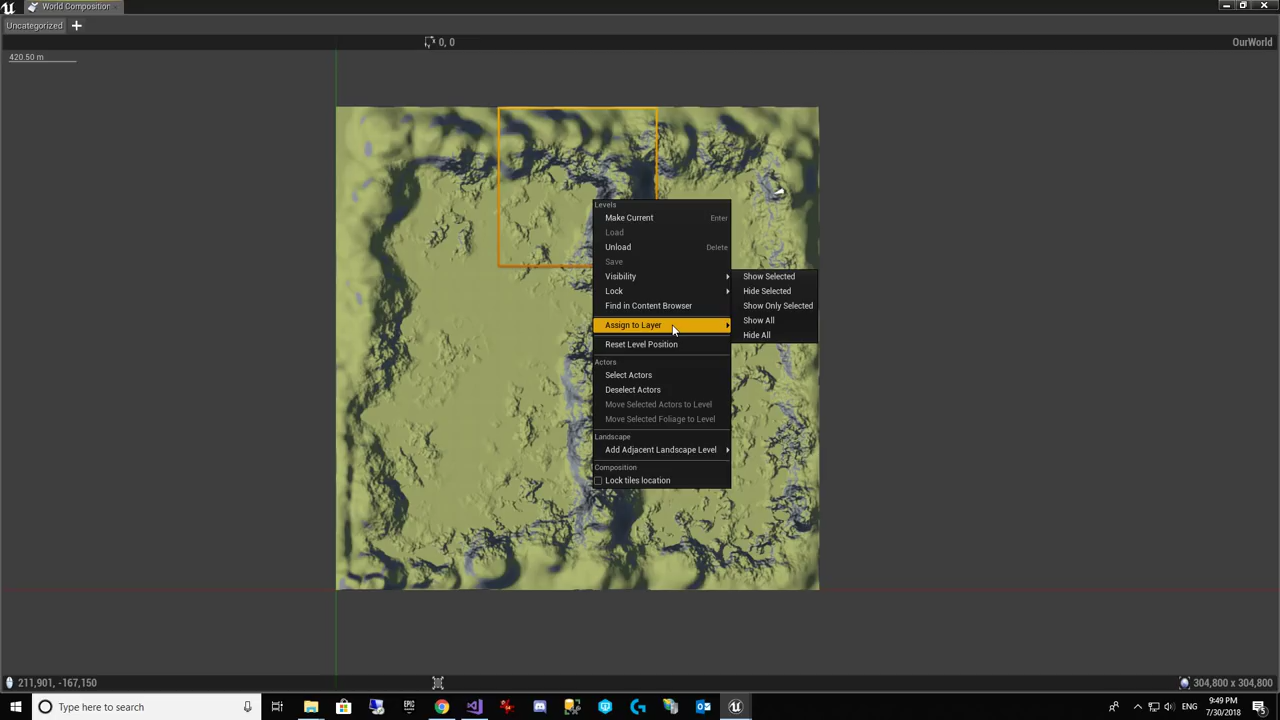 World Composition
Uncategorized
0, 0
OurWorld
420.50 m
Levels
Make Current Enter
Load
Unload Delete
Save
Visibility
Lock
Find in Content Browser
Assign to Layer
Reset Level Position
Actors
Select Actors
Deselect Actors
Move Selected Actors to Level
Move Selected Foliage to Level
Landscape
Add Adjacent Landscape Level
Composition
Lock tiles location
Show Selected
Hide Selected
Show Only Selected
Show All
Hide All
211,901, -167,150
304,800 x 304,800
Type here to search
EPIC
ENG
9:49 PM
7/30/2018